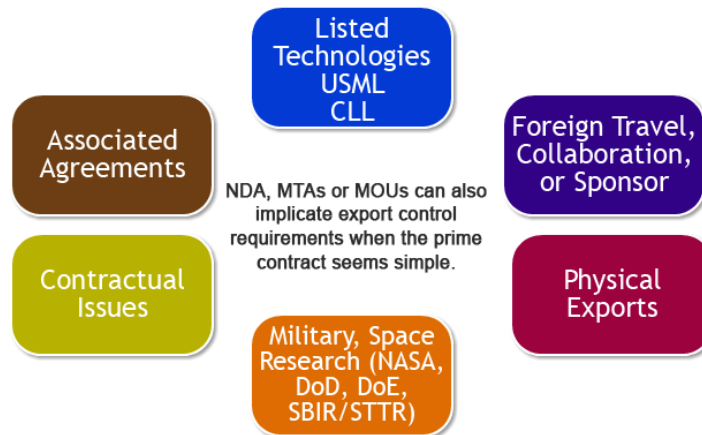 Listed
Technologies
USML
CLL
Associated
Agreements
Foreign Travel,
Collaboration,
or Sponsor
NDA, MTAs or MOUs can also
implicate export control
requirements when the prime
contract seems simple.
Contractual
Issues
Physical
Exports
Military, Space
Research (NASA,
DoD, DoE,
SBIR/STTR)